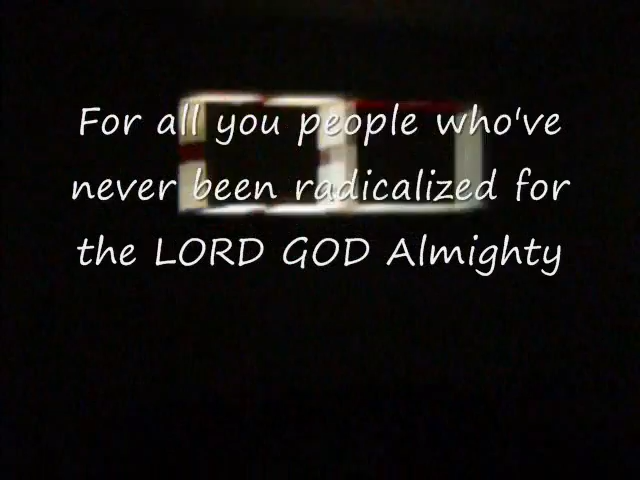 For all you people who've
never been radicalized for
the LORD GOD Almighty